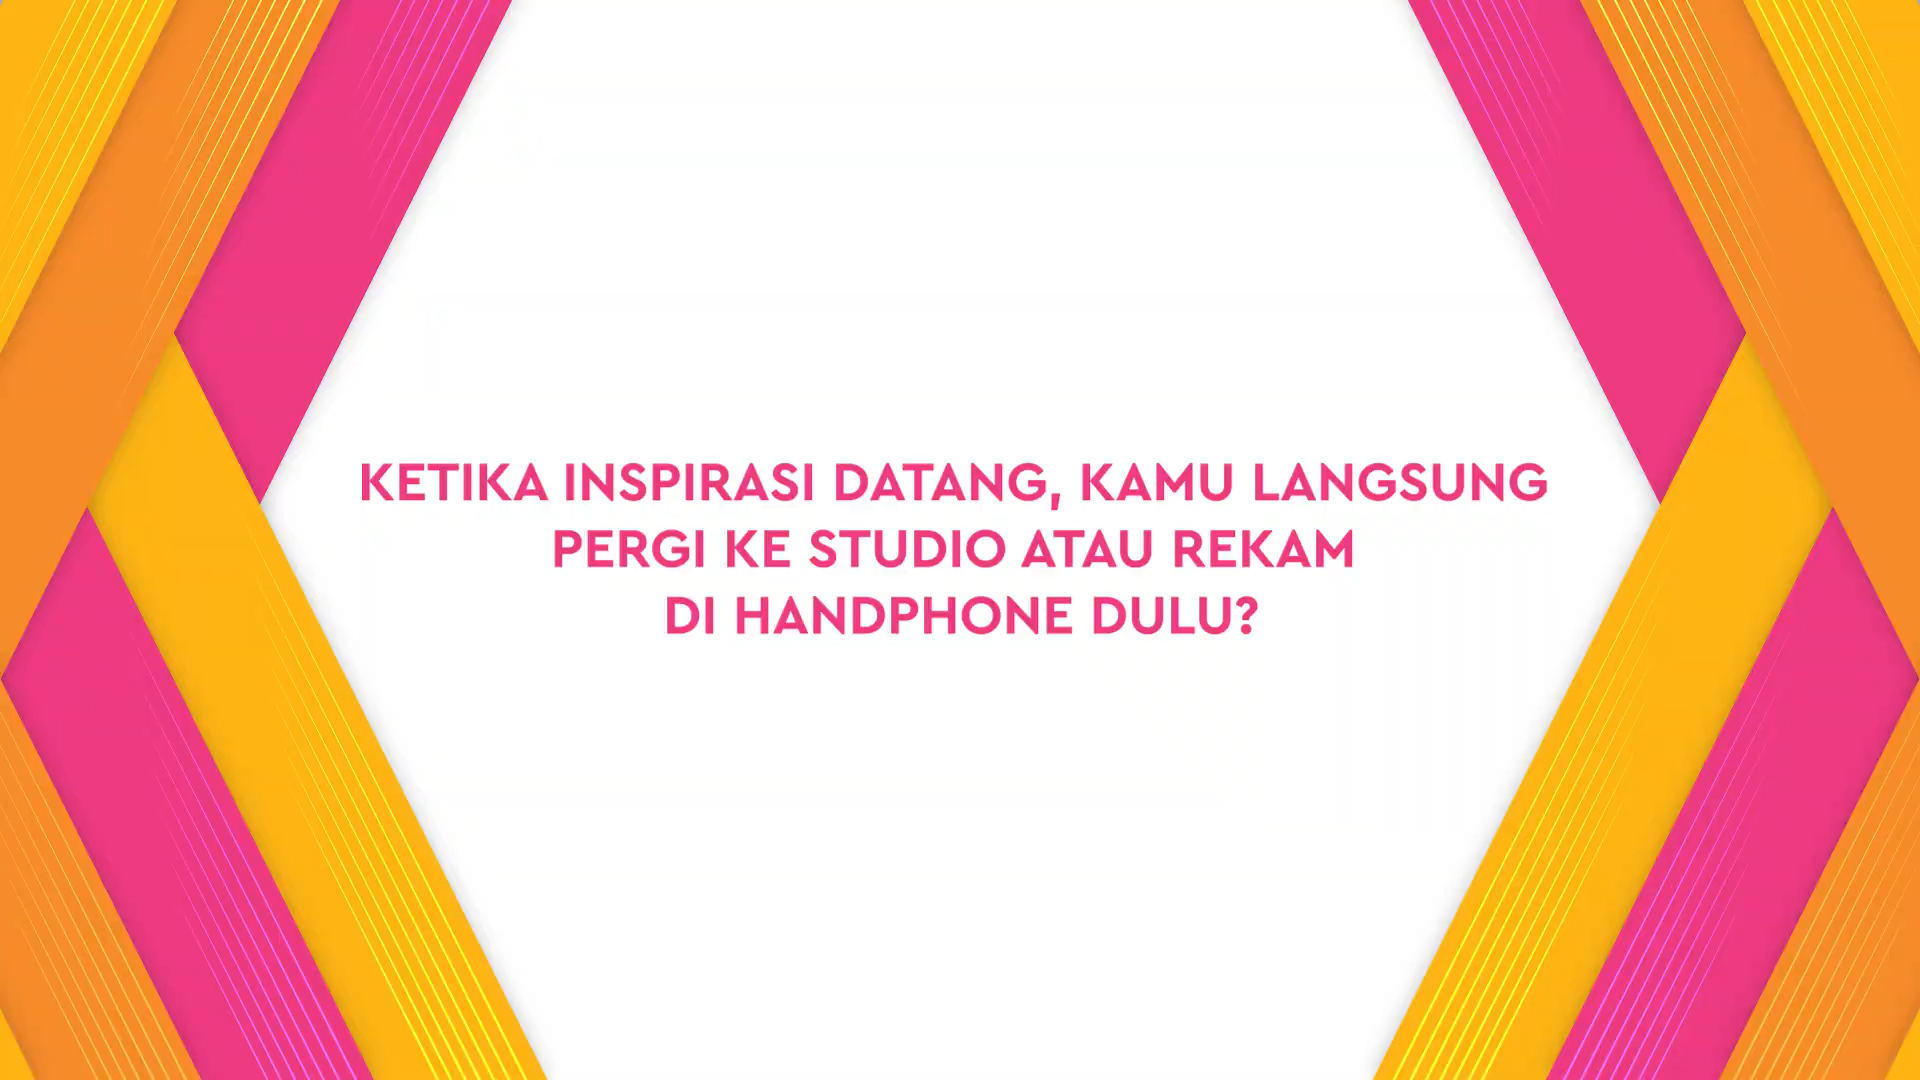 KETIKA INSPIRASI DATANG, KAMU LANGSUNG
PERGI KE STUDIO ATAU REKAM
DI HANDPHONE DULU?